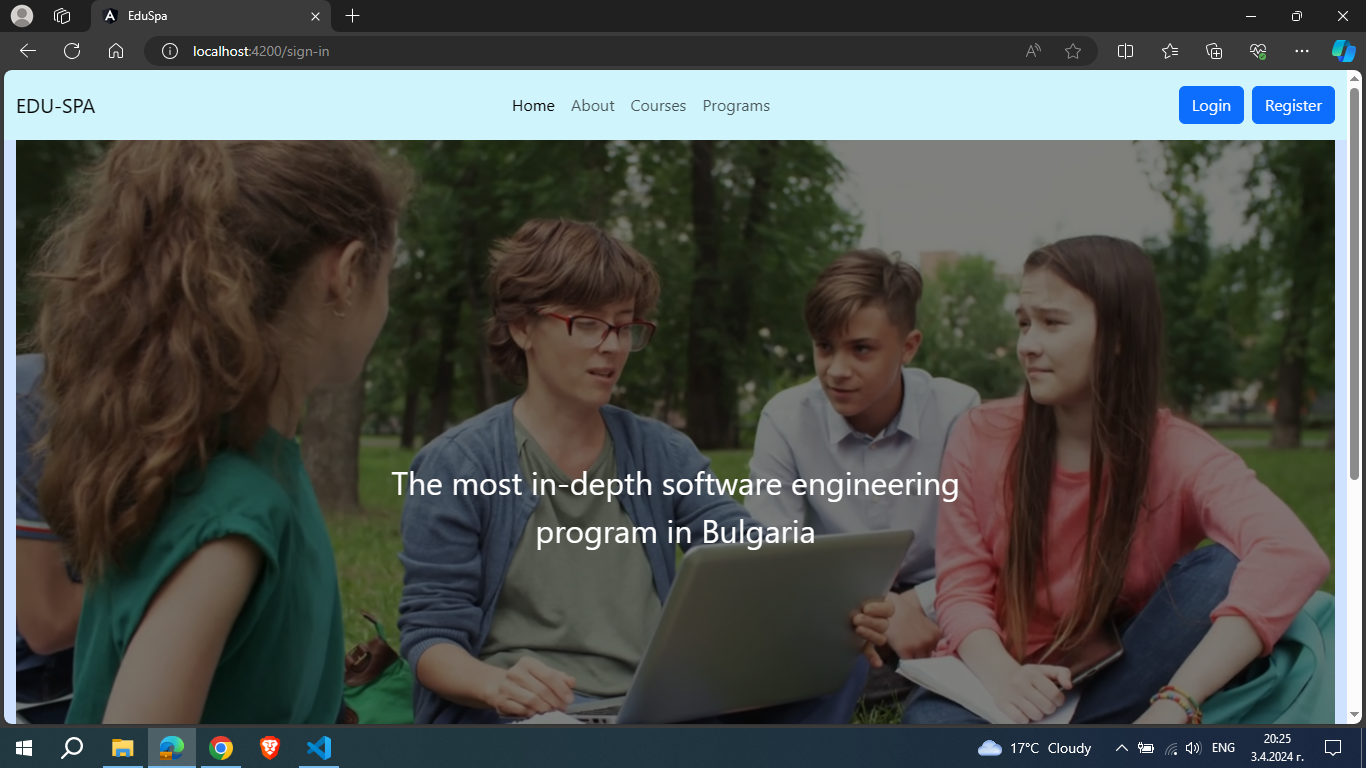 EduSpa
localhost:4200/sign-in
EDU-SPA
Home About Courses Programs
Login Register
The most in-depth software engineering
program in Bulgaria
17°C Cloudy
ENG
20:25
3.4.2024 г.